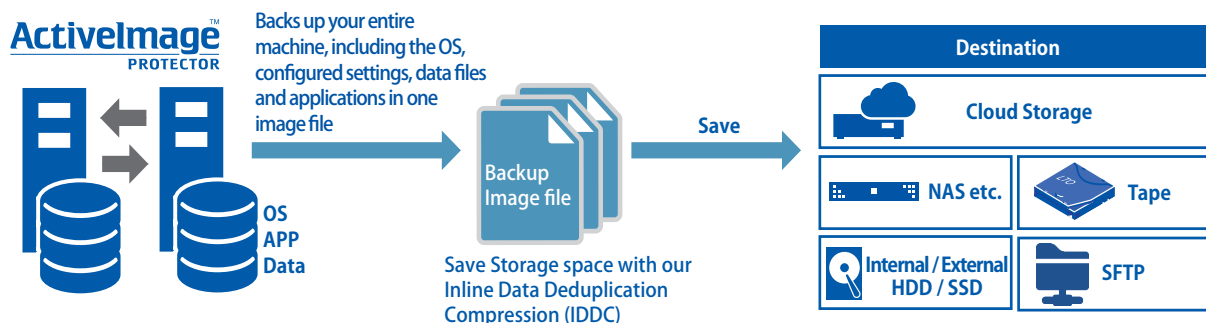 ActiveImage™
PROTECTOR
Backs up your entire
machine, including the OS,
configured settings, data files
and applications in one
image file
OS
APP
Data
Backup
Image file
Save Storage space with our
Inline Data Deduplication
Compression (IDDC)
Save
Destination
Cloud Storage
NAS etc.
LTO
Tape
Internal / External
HDD / SSD
SFTP